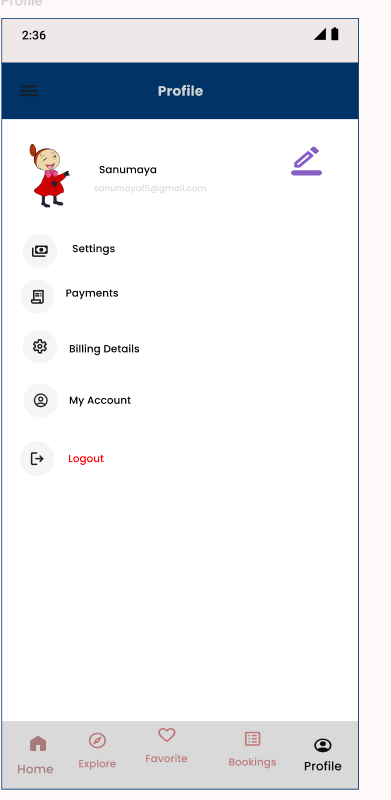 Profile
2:36
Profile
Sanumaya
sanumayaf5@gmail.com
Settings
Payments
Billing Details
My Account
Logout
Home
Explore
Favorite
Bookings
Profile